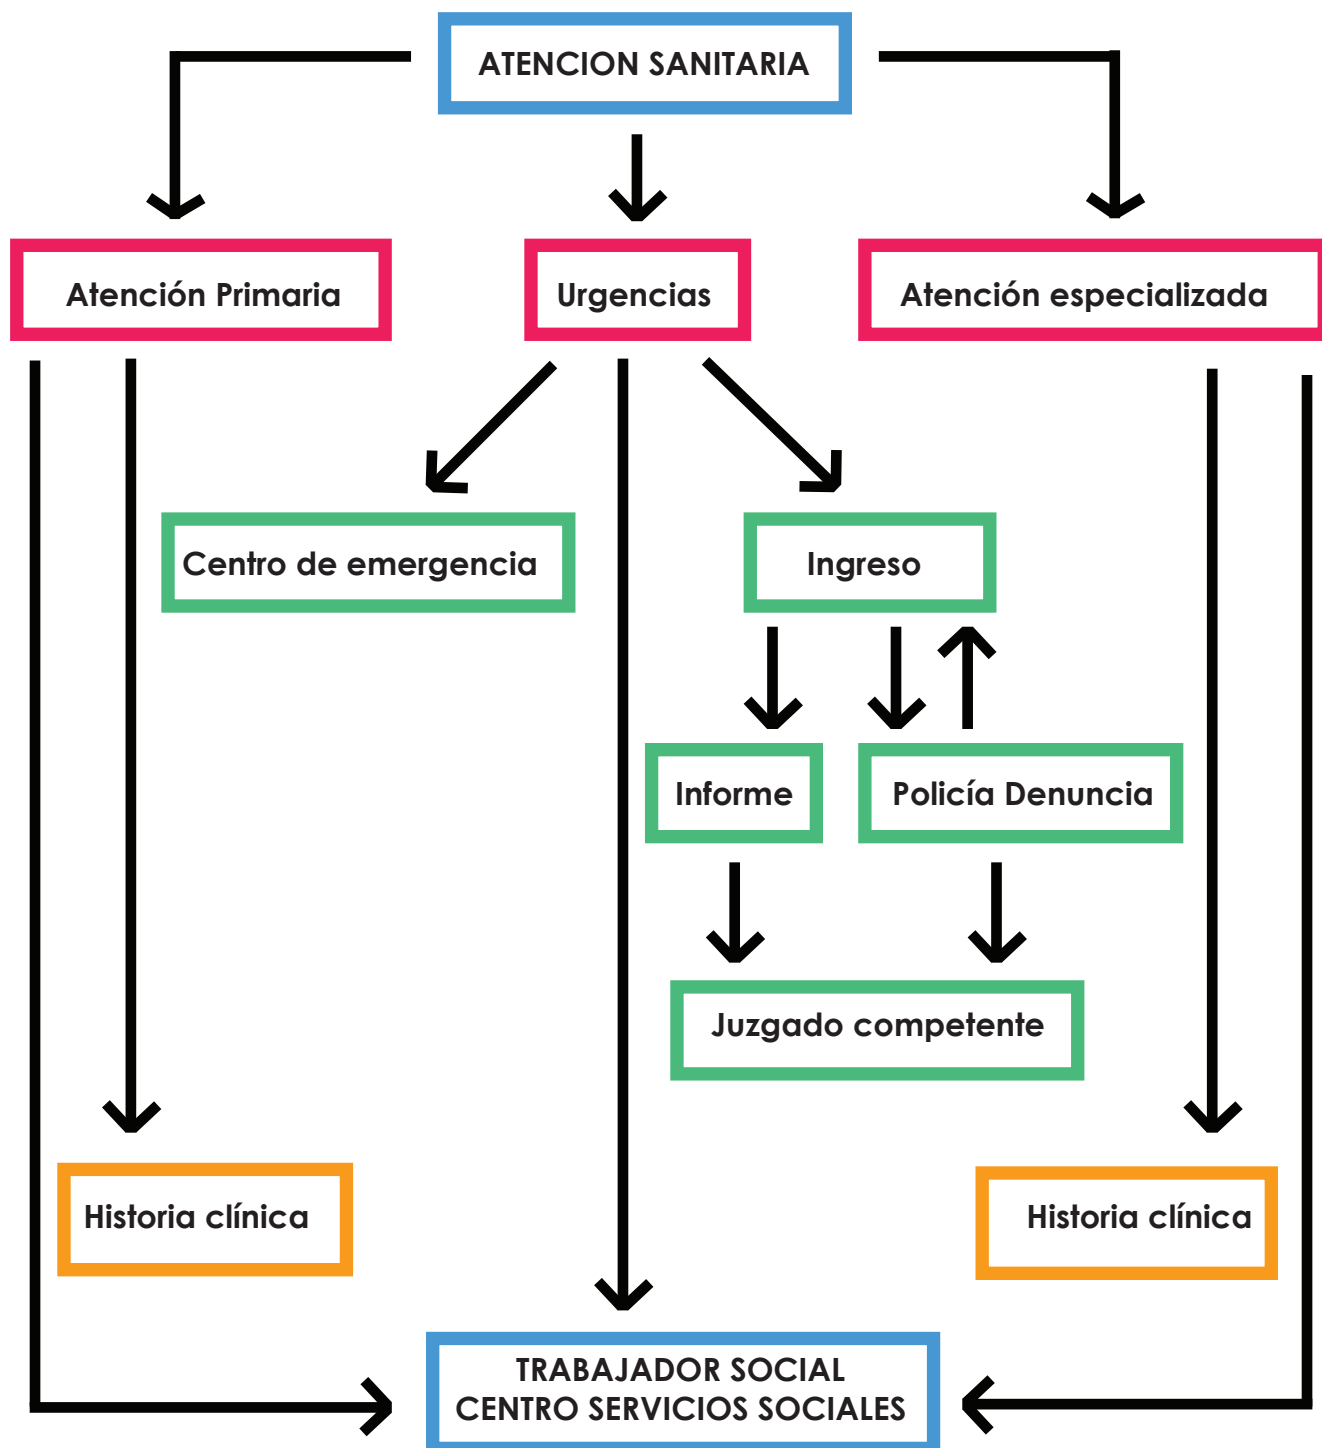 ATENCION SANITARIA
Atención Primaria
Urgencias
Atención especializada
Centro de emergencia
Ingreso
Informe
Policía Denuncia
Juzgado competente
Historia clínica
Historia clínica
TRABAJADOR SOCIAL
CENTRO SERVICIOS SOCIALES